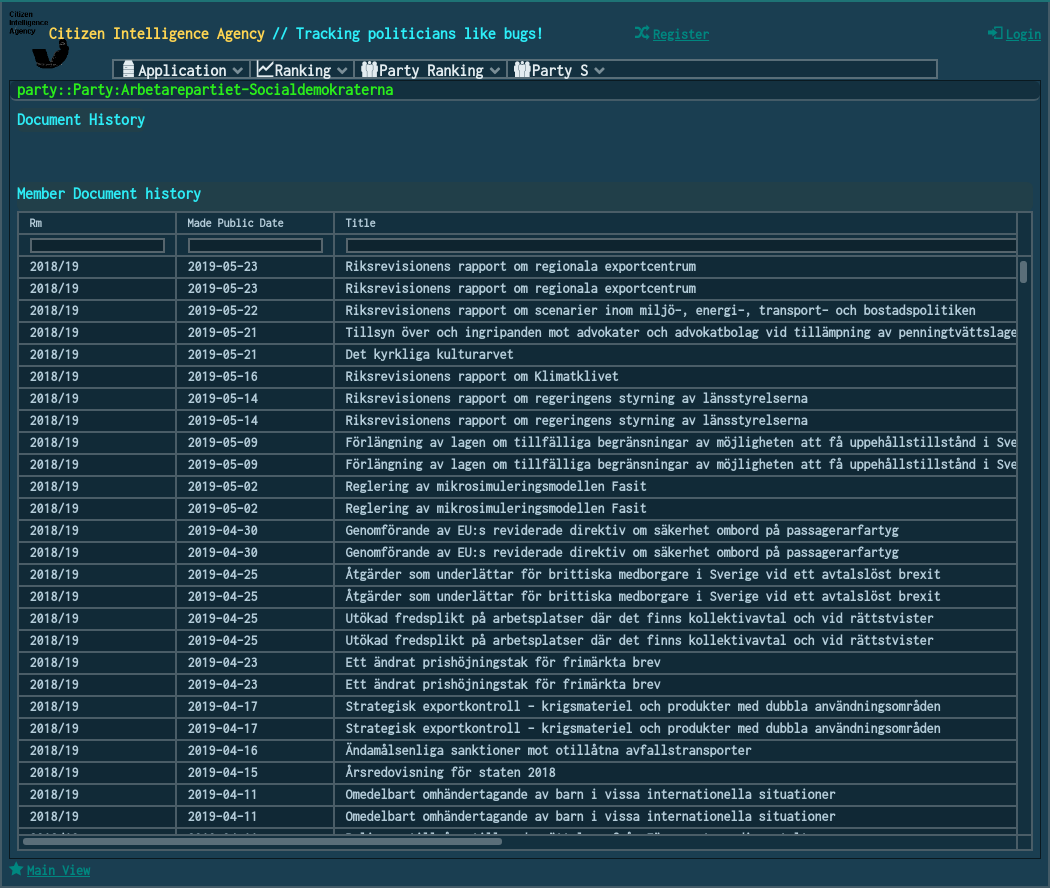 Citizen
Intelligence
Agency
Citizen Intelligence Agency // Tracking politicians like bugs!
Register
Login
Application
Ranking
Party Ranking
Party S
party::Party:Arbetarepartiet-Socialdemokraterna
Document History
Member Document history
Rm Made Public Date Title
2018/19 2019-05-23 Riksrevisionens rapport om regionala exportcentrum
2018/19 2019-05-23 Riksrevisionens rapport om regionala exportcentrum
2018/19 2019-05-22 Riksrevisionens rapport om scenarier inom miljö-, energi-, transport- och bostadspolitiken
2018/19 2019-05-21 Tillsyn över och ingripanden mot advokater och advokatbolag vid tillämpning av penningtvättslage
2018/19 2019-05-21 Det kyrkliga kulturarvet
2018/19 2019-05-16 Riksrevisionens rapport om Klimatklivet
2018/19 2019-05-14 Riksrevisionens rapport om regeringens styrning av länsstyrelserna
2018/19 2019-05-14 Riksrevisionens rapport om regeringens styrning av länsstyrelserna
2018/19 2019-05-09 Förlängning av lagen om tillfälliga begränsningar av möjligheten att få uppehållstillstånd i Sve
2018/19 2019-05-09 Förlängning av lagen om tillfälliga begränsningar av möjligheten att få uppehållstillstånd i Sve
2018/19 2019-05-02 Reglering av mikrosimuleringsmodellen Fasit
2018/19 2019-05-02 Reglering av mikrosimuleringsmodellen Fasit
2018/19 2019-04-30 Genomförande av EU:s reviderade direktiv om säkerhet ombord på passagerarfartyg
2018/19 2019-04-30 Genomförande av EU:s reviderade direktiv om säkerhet ombord på passagerarfartyg
2018/19 2019-04-25 Åtgärder som underlättar för brittiska medborgare i Sverige vid ett avtalslöst brexit
2018/19 2019-04-25 Åtgärder som underlättar för brittiska medborgare i Sverige vid ett avtalslöst brexit
2018/19 2019-04-25 Utökad fredsplikt på arbetsplatser där det finns kollektivavtal och vid rättstvister
2018/19 2019-04-25 Utökad fredsplikt på arbetsplatser där det finns kollektivavtal och vid rättstvister
2018/19 2019-04-23 Ett ändrat prishöjningstak för frimärkta brev
2018/19 2019-04-23 Ett ändrat prishöjningstak för frimärkta brev
2018/19 2019-04-17 Strategisk exportkontroll - krigsmateriel och produkter med dubbla användningsområden
2018/19 2019-04-17 Strategisk exportkontroll - krigsmateriel och produkter med dubbla användningsområden
2018/19 2019-04-16 Ändamålsenliga sanktioner mot otillåtna avfallstransporter
2018/19 2019-04-15 Årsredovisning för staten 2018
2018/19 2019-04-11 Omedelbart omhändertagande av barn i vissa internationella situationer
2018/19 2019-04-11 Omedelbart omhändertagande av barn i vissa internationella situationer
Main View